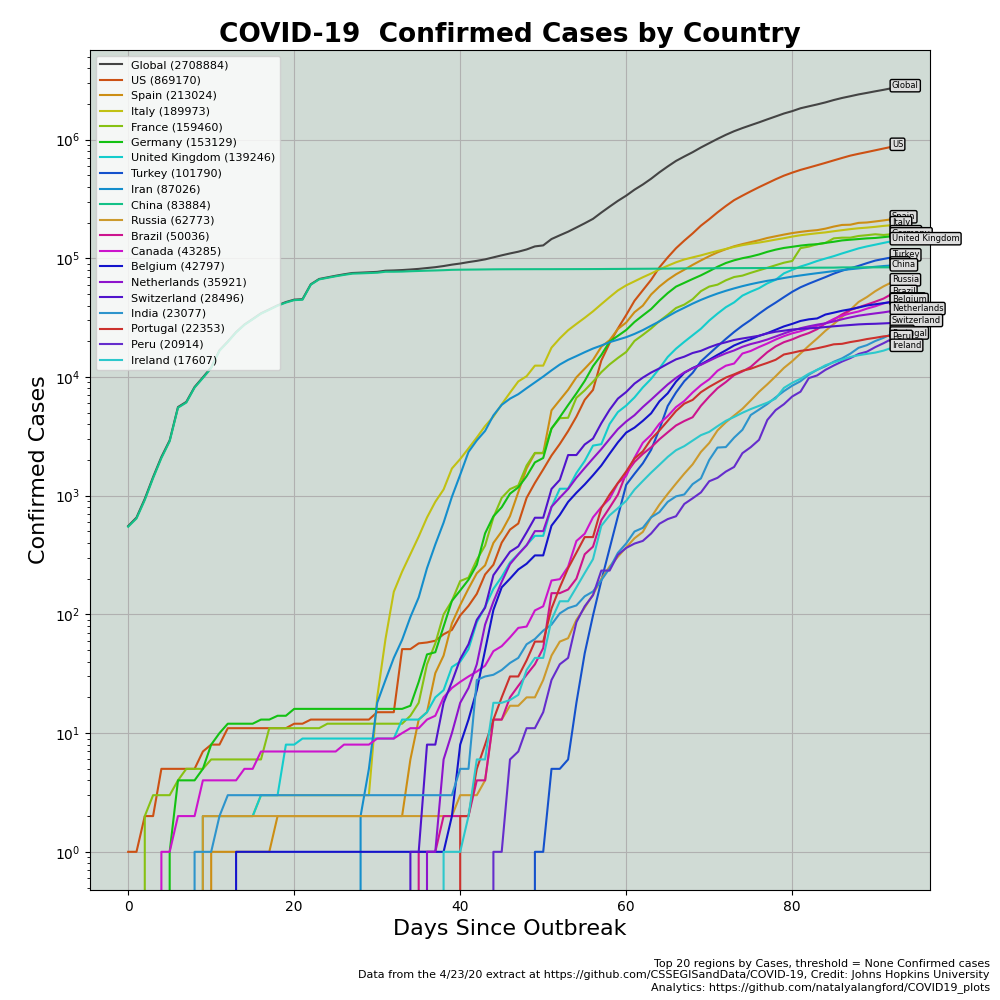 COVID-19  Confirmed Cases by Country
Global (2708884)
US (869170)
Spain (213024)
Italy (189973)
France (159460)
Germany (153129)
United Kingdom (139246)
Turkey (101790)
Iran (87026)
China (83884)
Russia (62773)
Brazil (50036)
Canada (43285)
Belgium (42797)
Netherlands (35921)
Switzerland (28496)
India (23077)
Portugal (22353)
Peru (20914)
Ireland (17607)
Global
US
Spain
Italy
United Kingdom
Turkey
China
Russia
Brazil
Belgium
Netherlands
Switzerland
Peru
Ireland
Confirmed Cases
10^6
10^5
10^4
10^3
10^2
10^1
10^0
0 20 40 60 80
Days Since Outbreak
Top 20 regions by Cases, threshold = None Confirmed cases
Data from the 4/23/20 extract at https://github.com/CSSEGISandData/COVID-19, Credit: Johns Hopkins University
Analytics: https://github.com/natalyalangford/COVID19_plots